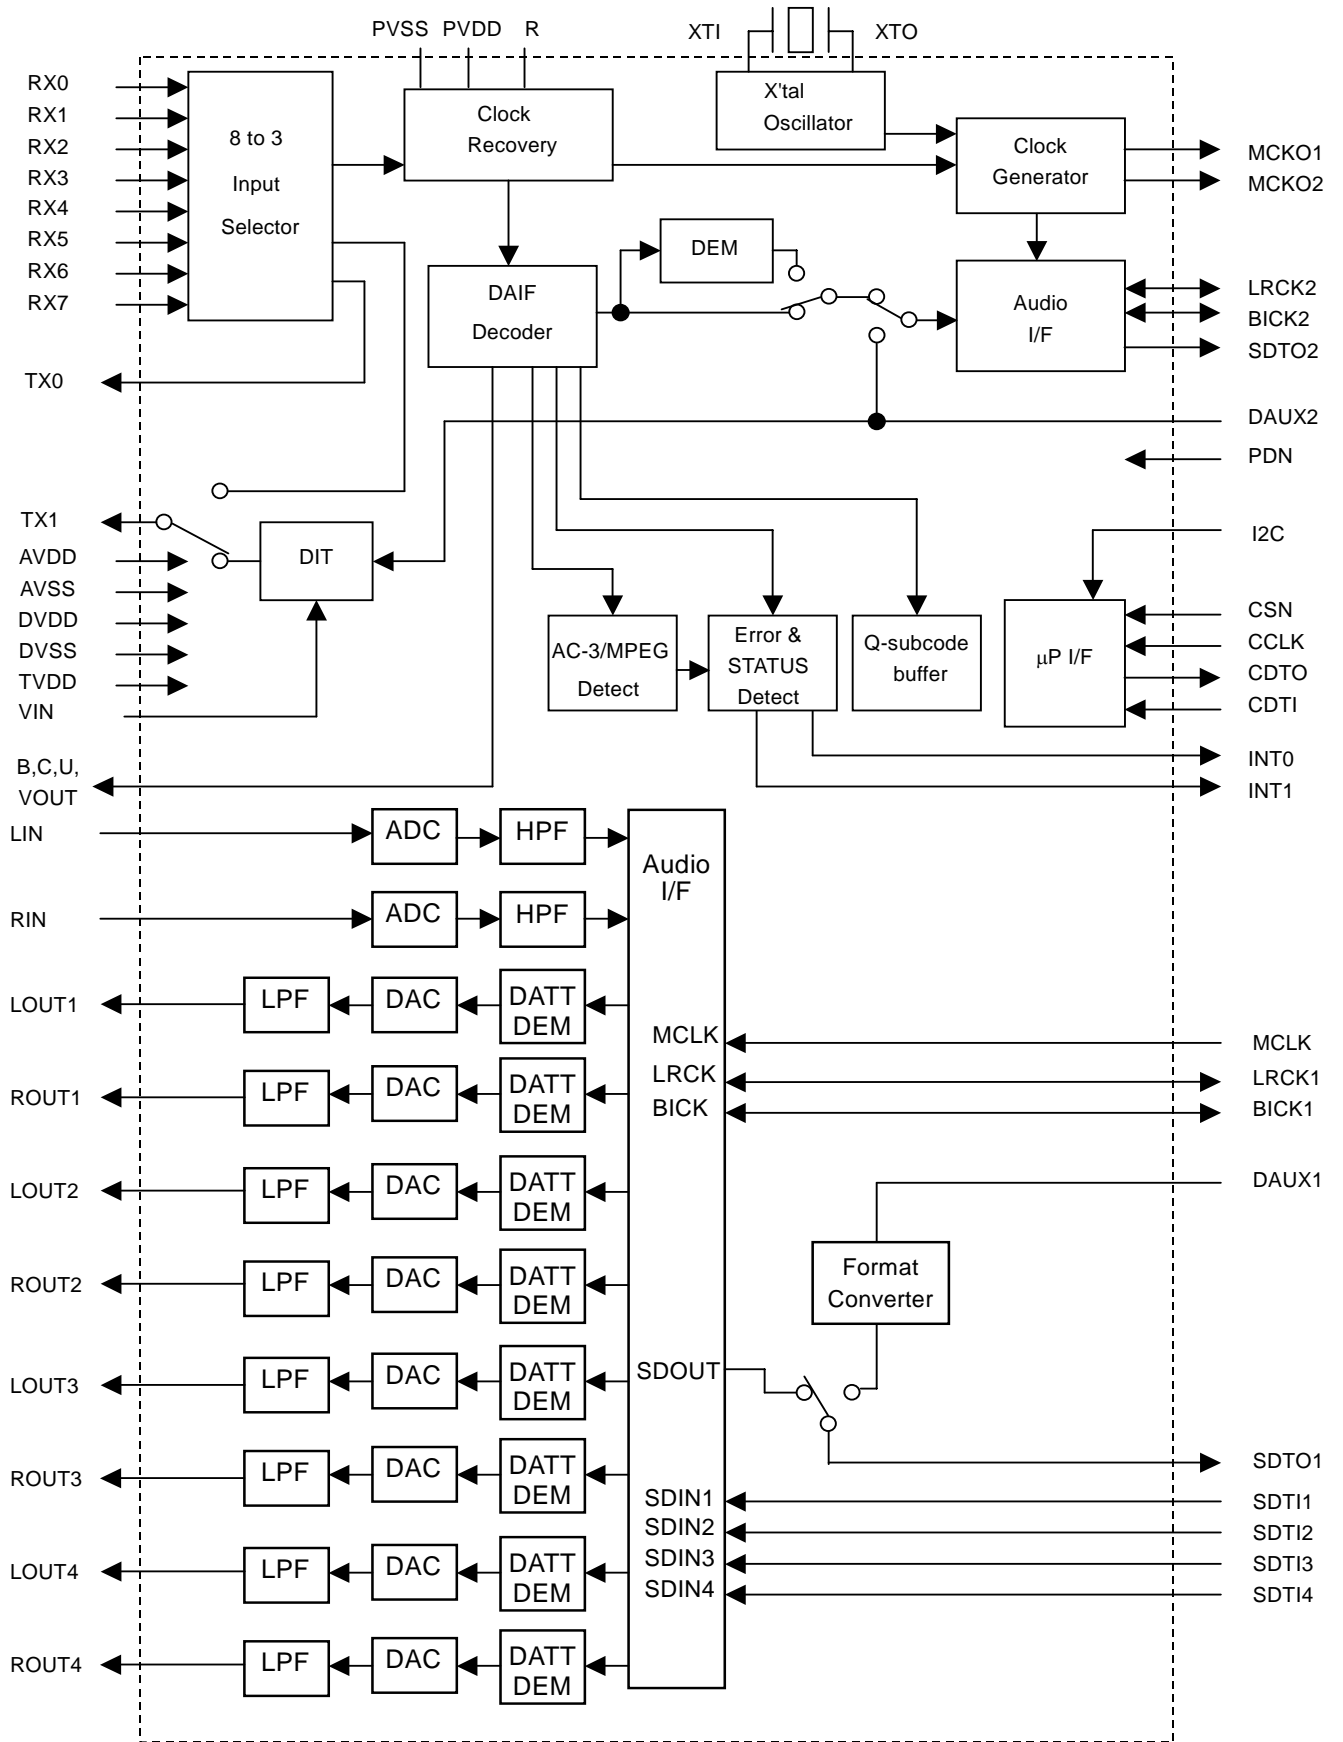 PVSS PVDD R XTI XTO
RX0
RX1
RX2
RX3
RX4
RX5
RX6
RX7
8 to 3
Input
Selector
Clock
Recovery
X'tal
Oscillator
Clock
Generator
MCKO1
MCKO2
DEM
DAIF
Decoder
Audio
I/F
LRCK2
BICK2
SDTO2
TX0
DAUX2
PDN
TX1
AVDD
AVSS
DVDD
DVSS
TVDD
VIN
DIT
I2C
AC-3/MPEG
Detect
Error &
STATUS
Detect
Q-subcode
buffer
μP I/F
CSN
CCLK
CDTO
CDTI
INT0
INT1
B,C,U,
VOUT
LIN
ADC
HPF
Audio
I/F
RIN
ADC
HPF
LOUT1
LPF
DAC
DATT
DEM
MCLK
MCLK
ROUT1
LPF
DAC
DATT
DEM
LRCK
LRCK1
BICK
BICK1
LOUT2
LPF
DAC
DATT
DEM
DAUX1
ROUT2
LPF
DAC
DATT
DEM
Format
Converter
LOUT3
LPF
DAC
DATT
DEM
SDOUT
ROUT3
LPF
DAC
DATT
DEM
SDTO1
SDIN1
SDTI1
SDIN2
SDTI2
SDIN3
SDTI3
SDIN4
SDTI4
LOUT4
LPF
DAC
DATT
DEM
ROUT4
LPF
DAC
DATT
DEM